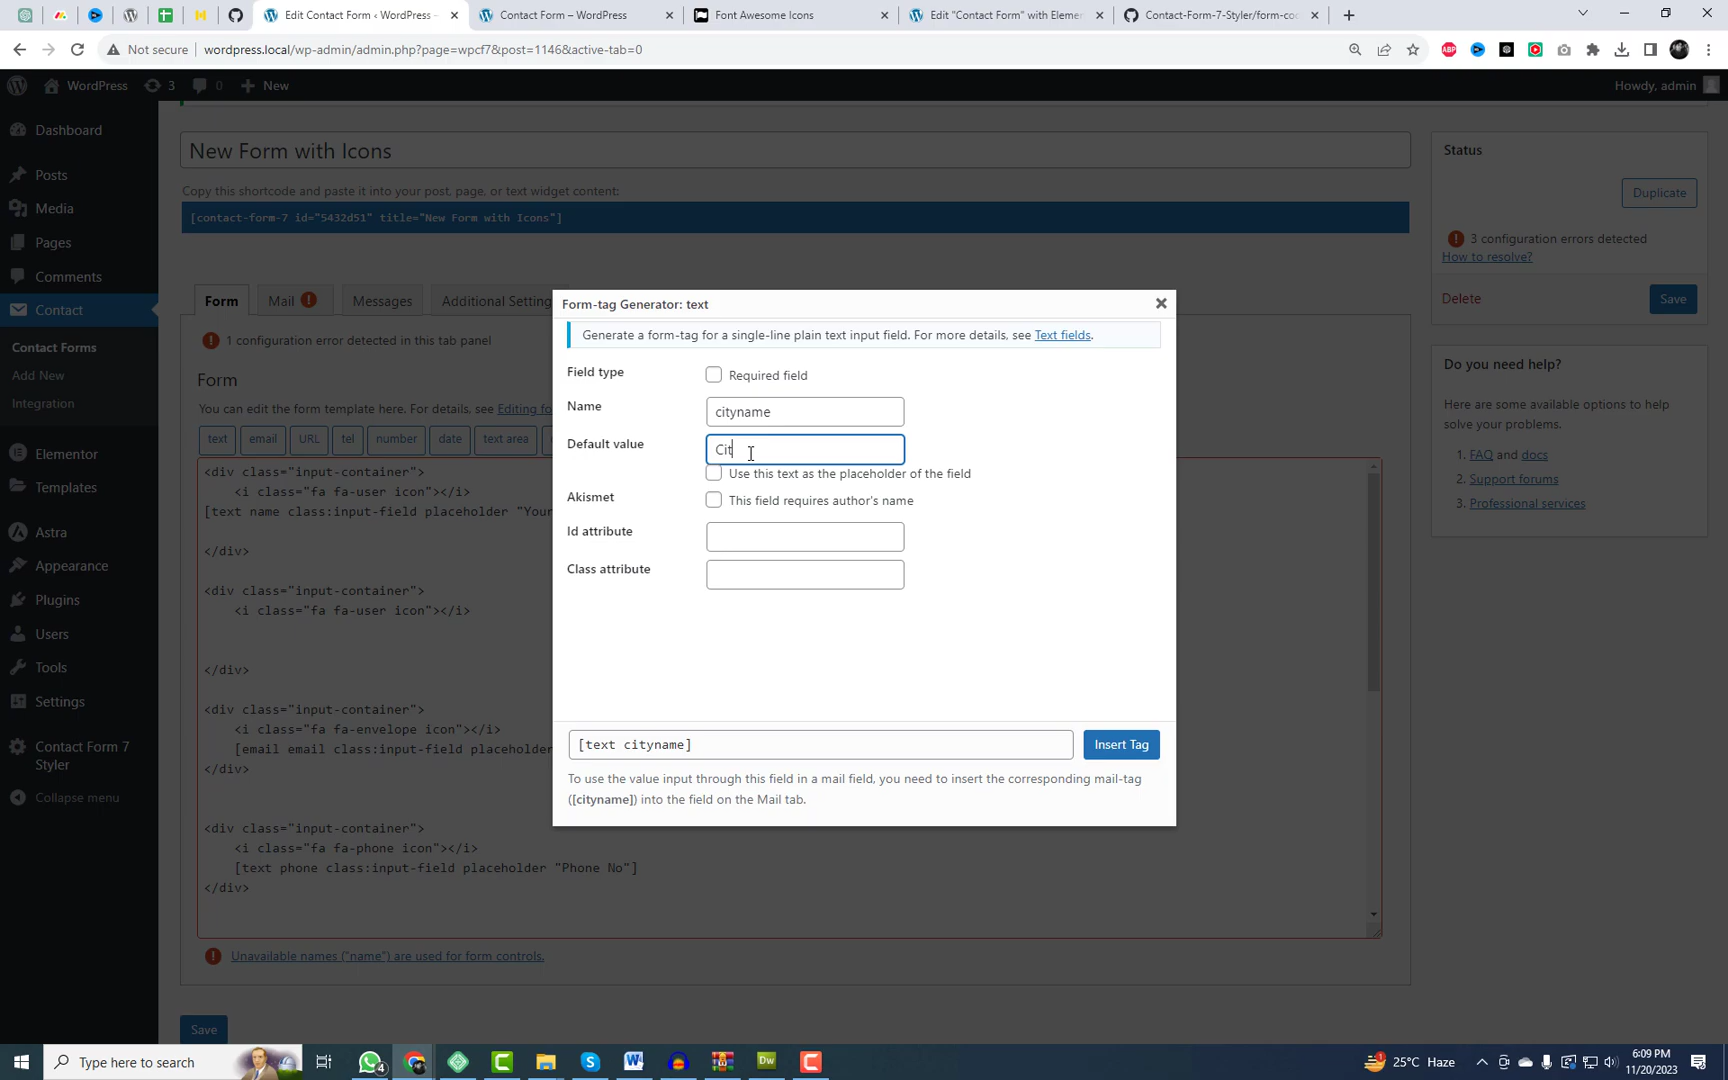 Edit Contact Form ‹ WordPress –
Contact Form – WordPress
Font Awesome Icons
Edit "Contact Form" with Elemen
Contact-Form-7-Styler/form-coc
Not secure
wordpress.local/wp-admin/admin.php?page=wpcf7&post=1146&active-tab=0
WordPress
3
0
New
Howdy, admin
Dashboard
Posts
Media
Pages
Comments
Contact
Contact Forms
Add New
Integration
Elementor
Templates
Astra
Appearance
Plugins
Users
Tools
Settings
Contact Form 7
Styler
Collapse menu
New Form with Icons
Copy this shortcode and paste it into your post, page, or text widget content:
[contact-form-7 id="5432d51" title="New Form with Icons"]
Form
Mail
Messages
Additional Setting
1 configuration error detected in this tab panel
Form
You can edit the form template here. For details, see Editing fo
text
email
URL
tel
number
date
text area
<div class="input-container">
<i class="fa fa-user icon"></i>
[text name class:input-field placeholder "Your
</div>
<div class="input-container">
<i class="fa fa-user icon"></i>
</div>
<div class="input-container">
<i class="fa fa-envelope icon"></i>
[email email class:input-field placeholder
</div>
<div class="input-container">
<i class="fa fa-phone icon"></i>
[text phone class:input-field placeholder "Phone No"]
</div>
Unavailable names ("name") are used for form controls.
Save
Form-tag Generator: text
Generate a form-tag for a single-line plain text input field. For more details, see Text fields.
Field type
Required field
Name
cityname
Default value
Cit
Use this text as the placeholder of the field
Akismet
This field requires author's name
Id attribute
Class attribute
[text cityname]
Insert Tag
To use the value input through this field in a mail field, you need to insert the corresponding mail-tag
([cityname]) into the field on the Mail tab.
Status
Duplicate
3 configuration errors detected
How to resolve?
Delete
Save
Do you need help?
Here are some available options to help
solve your problems.
1. FAQ and docs
2. Support forums
3. Professional services
Type here to search
4
25°C Haze
6:09 PM
11/20/2023